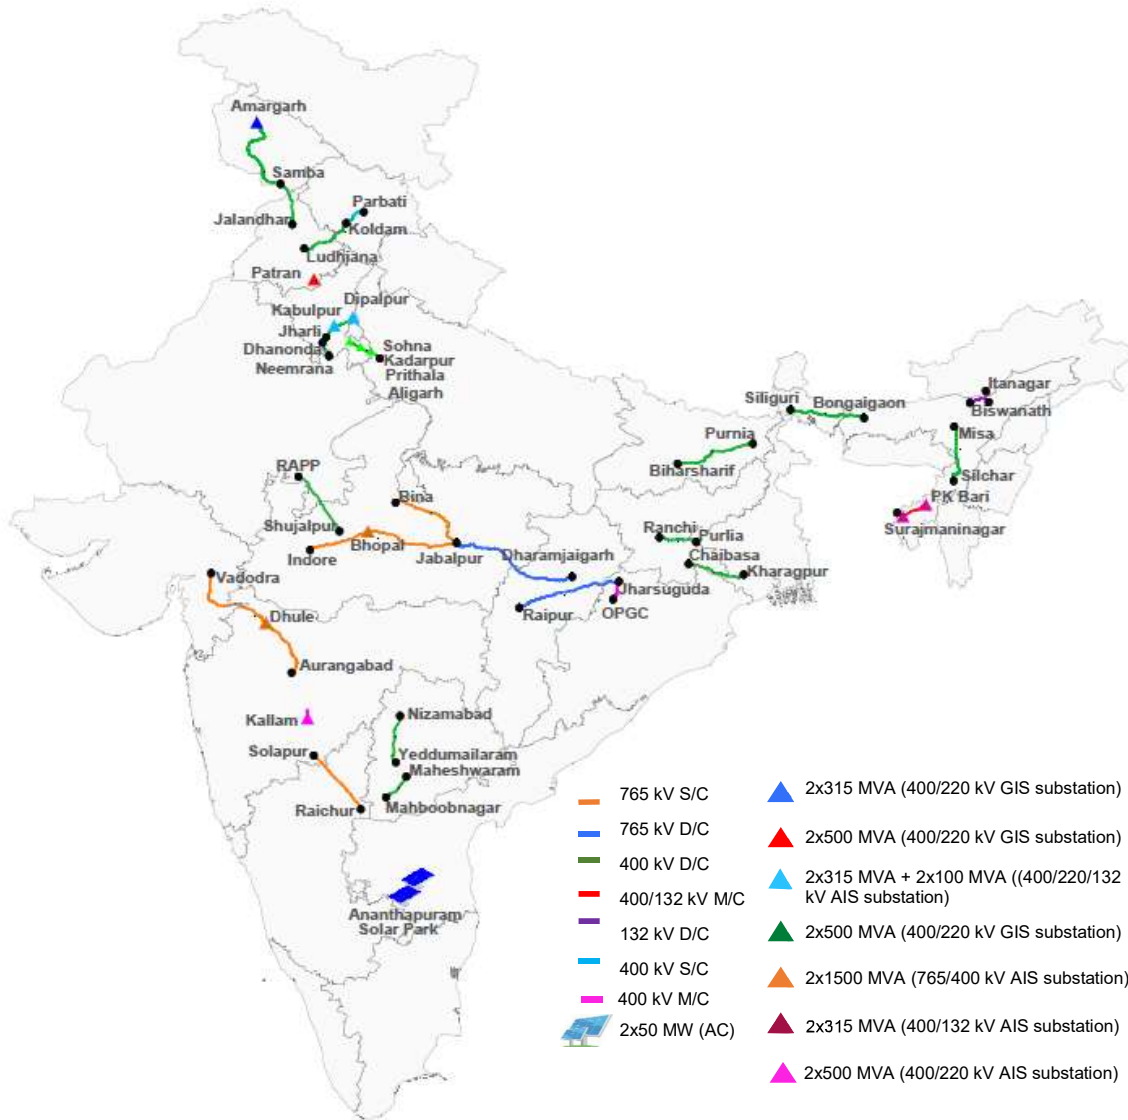 Amargarh
Samba
Parbati
Jalandhar
Koldam
Ludhjana
Patran
Dipalpur
Kabulpur
Jharli
Dhanonda
Sohna
Kadarpur
Neemrana
Prithala
Aligarh
Itanagar
Siliguri
Bongaigaon
Biswanath
Purnia
Misa
RAPP
Biharsharif
Silchar
Bina
PK Bari
Shujalpur
Ranchi
Purlia
Surajmaninagar
Bhopal
Indore
Jabalpur
Dharamjaigarh
Chaibasa
Vadodra
Kharagpur
Jharsuguda
Raipur
OPGC
Dhule
Aurangabad
Kallam
Nizamabad
Solapur
Yeddumailaram
Maheshwaram
Raichur
Mahboobnagar
Ananthapuram
Solar Park
765 kV S/C
765 kV D/C
400 kV D/C
400/132 kV M/C
132 kV D/C
400 kV S/C
400 kV M/C
2x50 MW (AC)
2x315 MVA (400/220 kV GIS substation)
2x500 MVA (400/220 kV GIS substation)
2x315 MVA + 2x100 MVA ((400/220/132
kV AIS substation)
2x500 MVA (400/220 kV GIS substation)
2x1500 MVA (765/400 kV AIS substation)
2x315 MVA (400/132 kV AIS substation)
2x500 MVA (400/220 kV AIS substation)